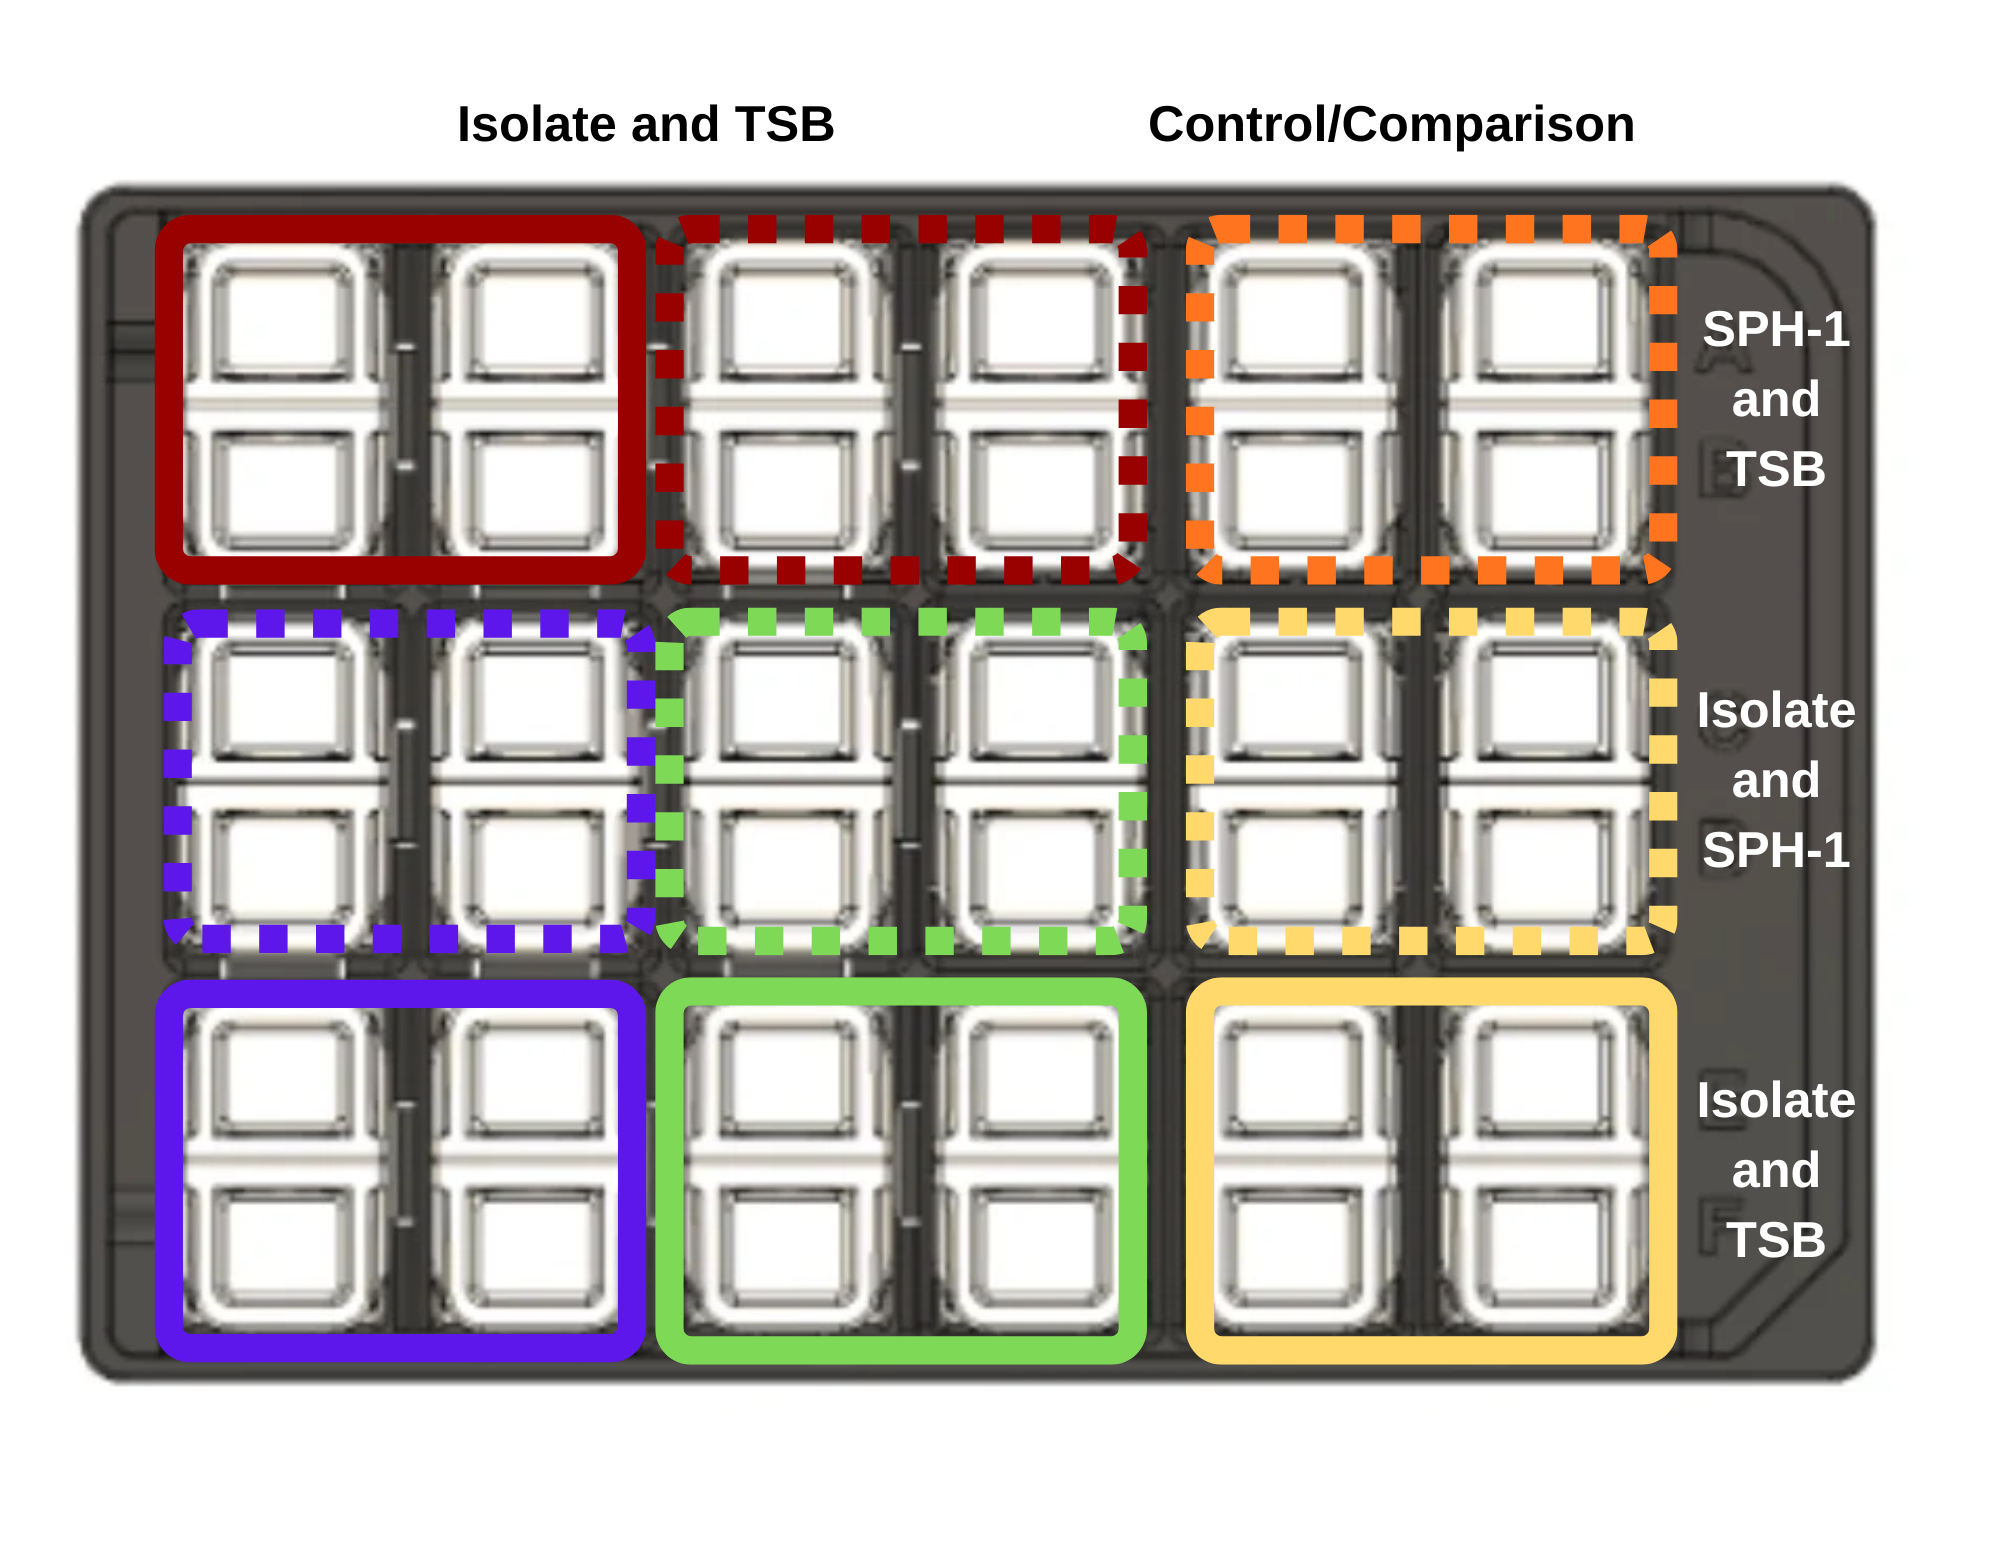 Isolate and TSB
Control/Comparison
SPH-1
and
TSB
Isolate
and
SPH-1
Isolate
and
TSB
A
B
C
D
E
F